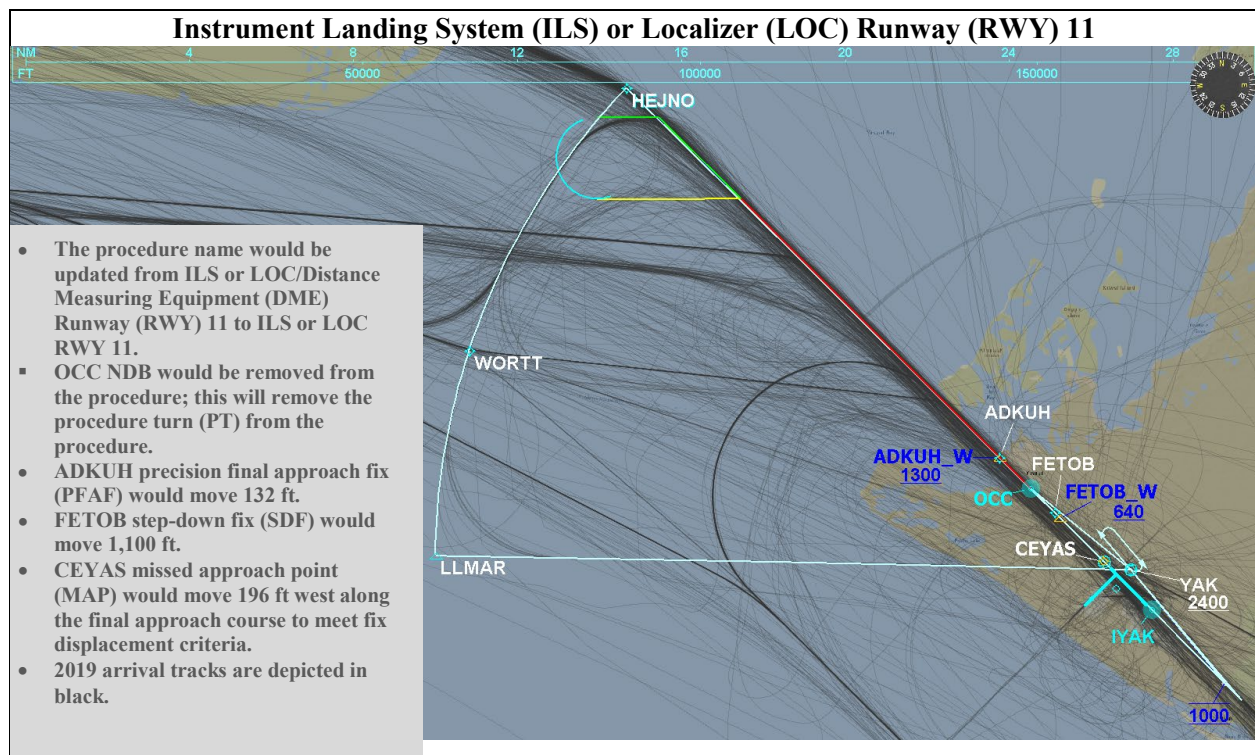 Instrument Landing System (ILS) or Localizer (LOC) Runway (RWY) 11
NM 4 8 12 16 20 24 28
FT 50000 100000 150000
HEJNO
• The procedure name would be
updated from ILS or LOC/Distance
Measuring Equipment (DME)
Runway (RWY) 11 to ILS or LOC
RWY 11.
▪ OCC NDB would be removed from
the procedure; this will remove the
procedure turn (PT) from the
procedure.
• ADKUH precision final approach fix
(PFAF) would move 132 ft.
• FETOB step-down fix (SDF) would
move 1,100 ft.
• CEYAS missed approach point
(MAP) would move 196 ft west along
the final approach course to meet fix
displacement criteria.
• 2019 arrival tracks are depicted in
black.
WORTT
ADKUH
ADKUH_W
1300
FETOB
OCC
FETOB_W
640
CEYAS
LLMAR
YAK
2400
IYAK
1000